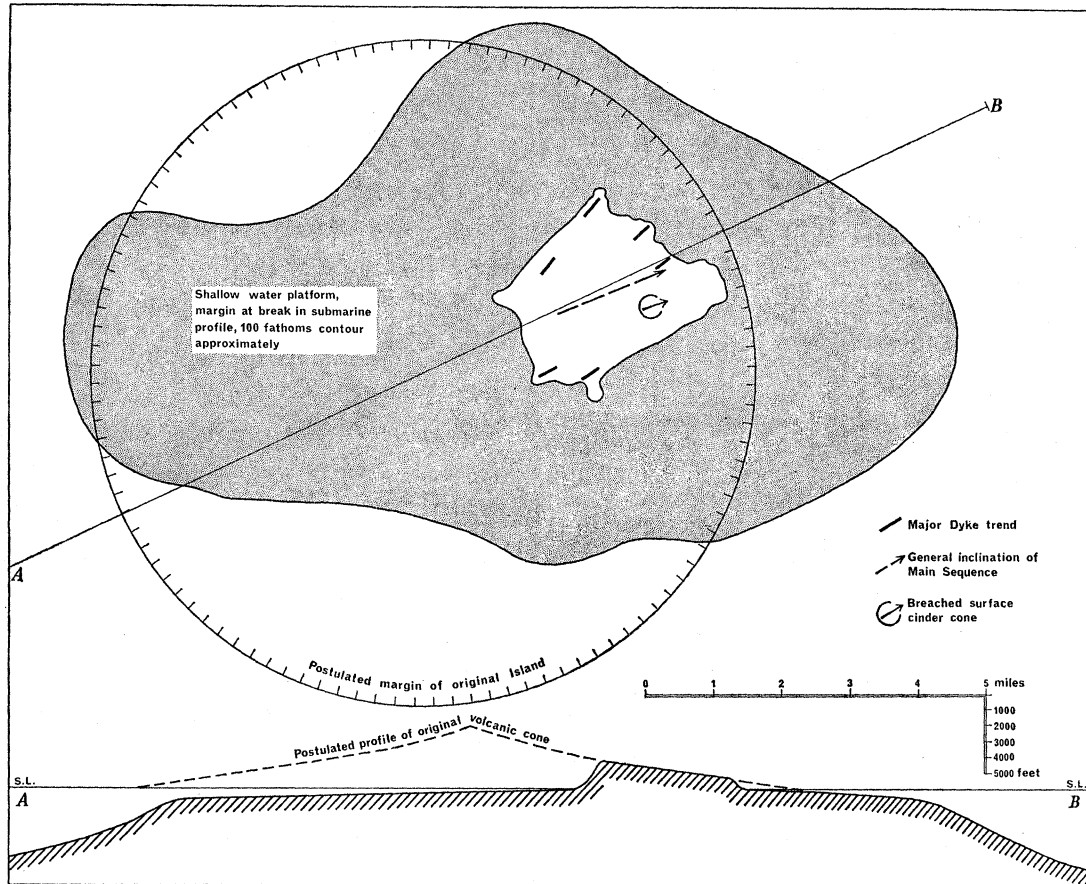 B
Shallow water platform,
margin at break in submarine
profile, 100 fathoms contour
approximately
Major Dyke trend
A
General inclination of
Main Sequence
Breached surface
cinder cone
Postulated margin of original Island
0 1 2 3 4 5 miles
1000
2000
3000
4000
5000 feet
Postulated profile of original volcanic cone
S.L. S.L.
A B